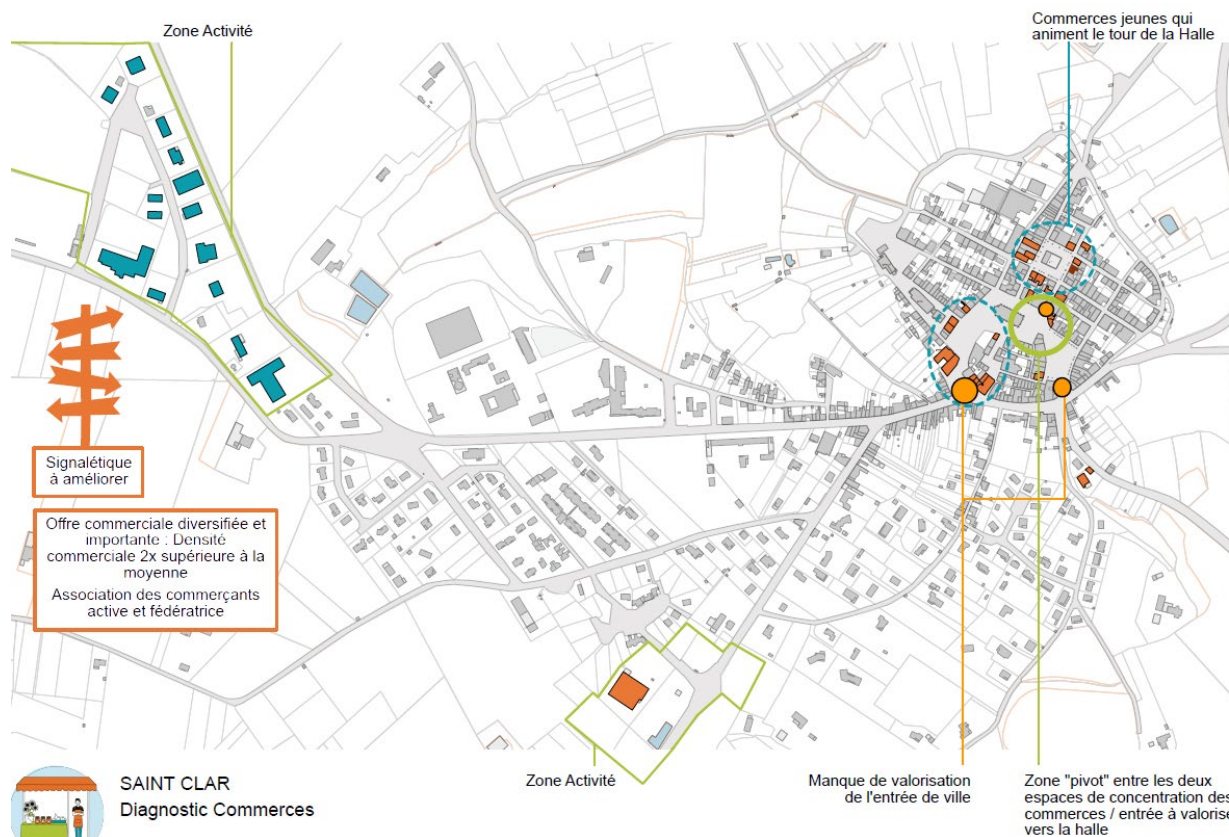 Zone Activité
Commerces jeunes qui
animent le tour de la Halle
Signalétique
à améliorer
Offre commerciale diversifiée et
importante : Densité
commerciale 2x supérieure à la
moyenne
Association des commerçants
active et fédératrice
SAINT CLAR
Diagnostic Commerces
Zone Activité
Manque de valorisation
de l'entrée de ville
Zone "pivot" entre les deux
espaces de concentration des
commerces / entrée à valorise
vers la halle